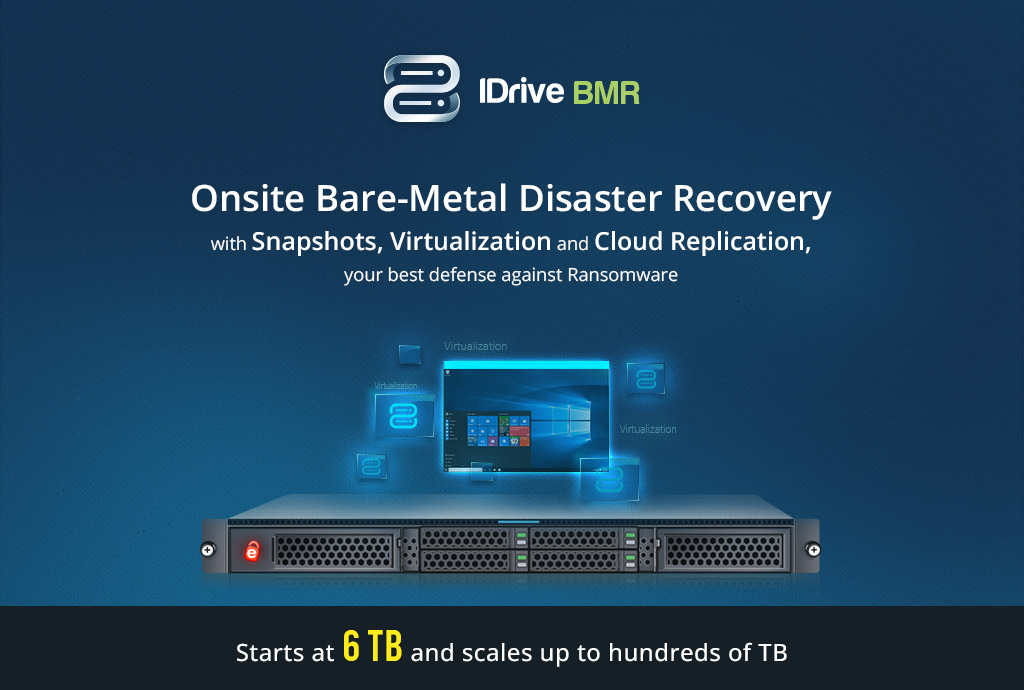 IDrive BMR
Onsite Bare-Metal Disaster Recovery
with Snapshots, Virtualization and Cloud Replication,
your best defense against Ransomware
Virtualization
Virtualization
Virtualization
e
Starts at 6 TB and scales up to hundreds of TB